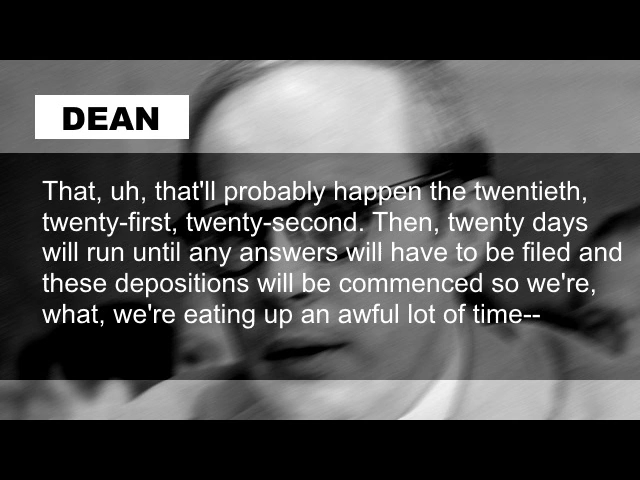 DEAN
That, uh, that'll probably happen the twentieth,
twenty-first, twenty-second. Then, twenty days
will run until any answers will have to be filed and
these depositions will be commenced so we're,
what, we're eating up an awful lot of time--